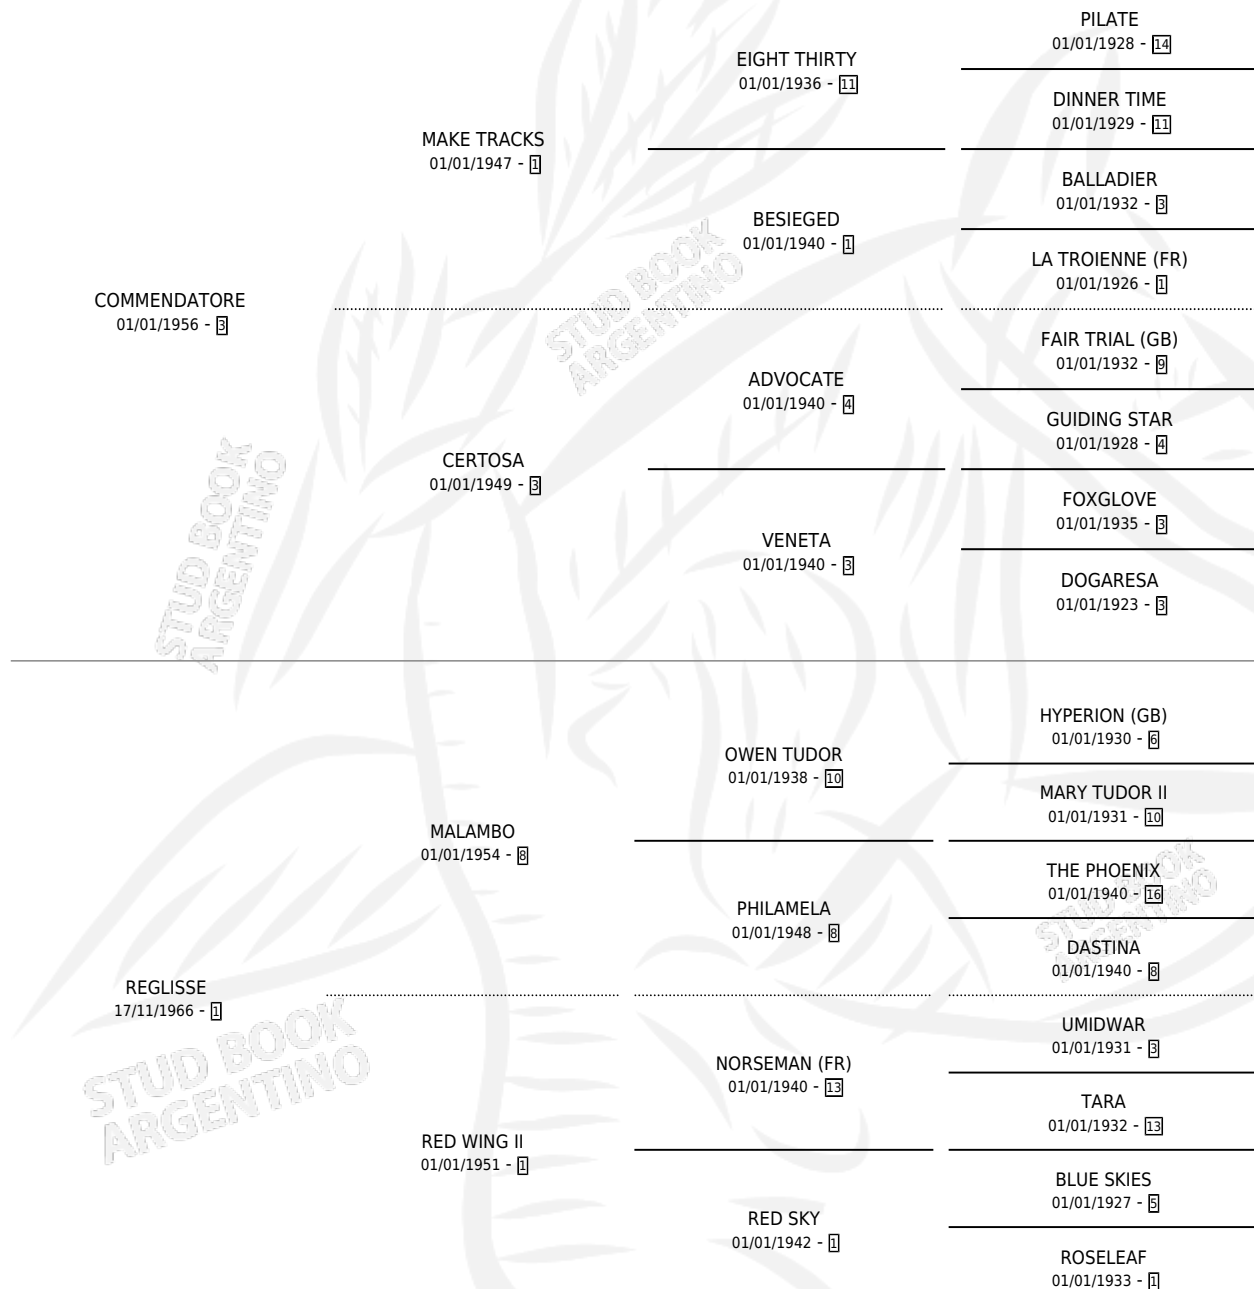 PILATE
01/01/1928 - 14
EIGHT THIRTY
01/01/1936 - 11
DINNER TIME
01/01/1929 - 11
MAKE TRACKS
01/01/1947 - 1
BALLADIER
01/01/1932 - 3
BESIEGED
01/01/1940 - 1
LA TROIENNE (FR)
01/01/1926 - 1
COMMENDATORE
01/01/1956 - 3
FAIR TRIAL (GB)
01/01/1932 - 9
ADVOCATE
01/01/1940 - 4
GUIDING STAR
01/01/1928 - 4
CERTOSA
01/01/1949 - 3
FOXGLOVE
01/01/1935 - 3
VENETA
01/01/1940 - 3
DOGARESA
01/01/1923 - 3
HYPERION (GB)
01/01/1930 - 6
OWEN TUDOR
01/01/1938 - 10
MARY TUDOR II
01/01/1931 - 10
MALAMBO
01/01/1954 - 8
THE PHOENIX
01/01/1940 - 16
PHILAMELA
01/01/1948 - 8
DASTINA
01/01/1940 - 8
REGLISSE
17/11/1966 - 1
UMIDWAR
01/01/1931 - 3
NORSEMAN (FR)
01/01/1940 - 13
TARA
01/01/1932 - 13
RED WING II
01/01/1951 - 1
BLUE SKIES
01/01/1927 - 5
RED SKY
01/01/1942 - 1
ROSELEAF
01/01/1933 - 1
STUD BOOK
ARGENTINO
STUD BOOK
ARGENTINO
STUD BOOK
ARGENTINO
STUD BOOK
ARGENTINO